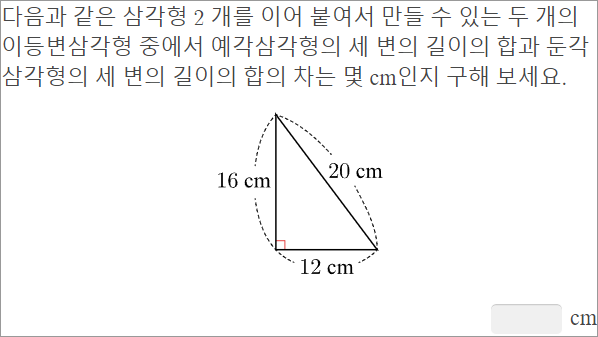 다음과 같은 삼각형 2 개를 이어 붙여서 만들 수 있는 두 개의
이등변삼각형 중에서 예각삼각형의 세 변의 길이의 합과 둔각
삼각형의 세 변의 길이의 합의 차는 몇 cm인지 구해 보세요.
16 cm
20 cm
12 cm
cm